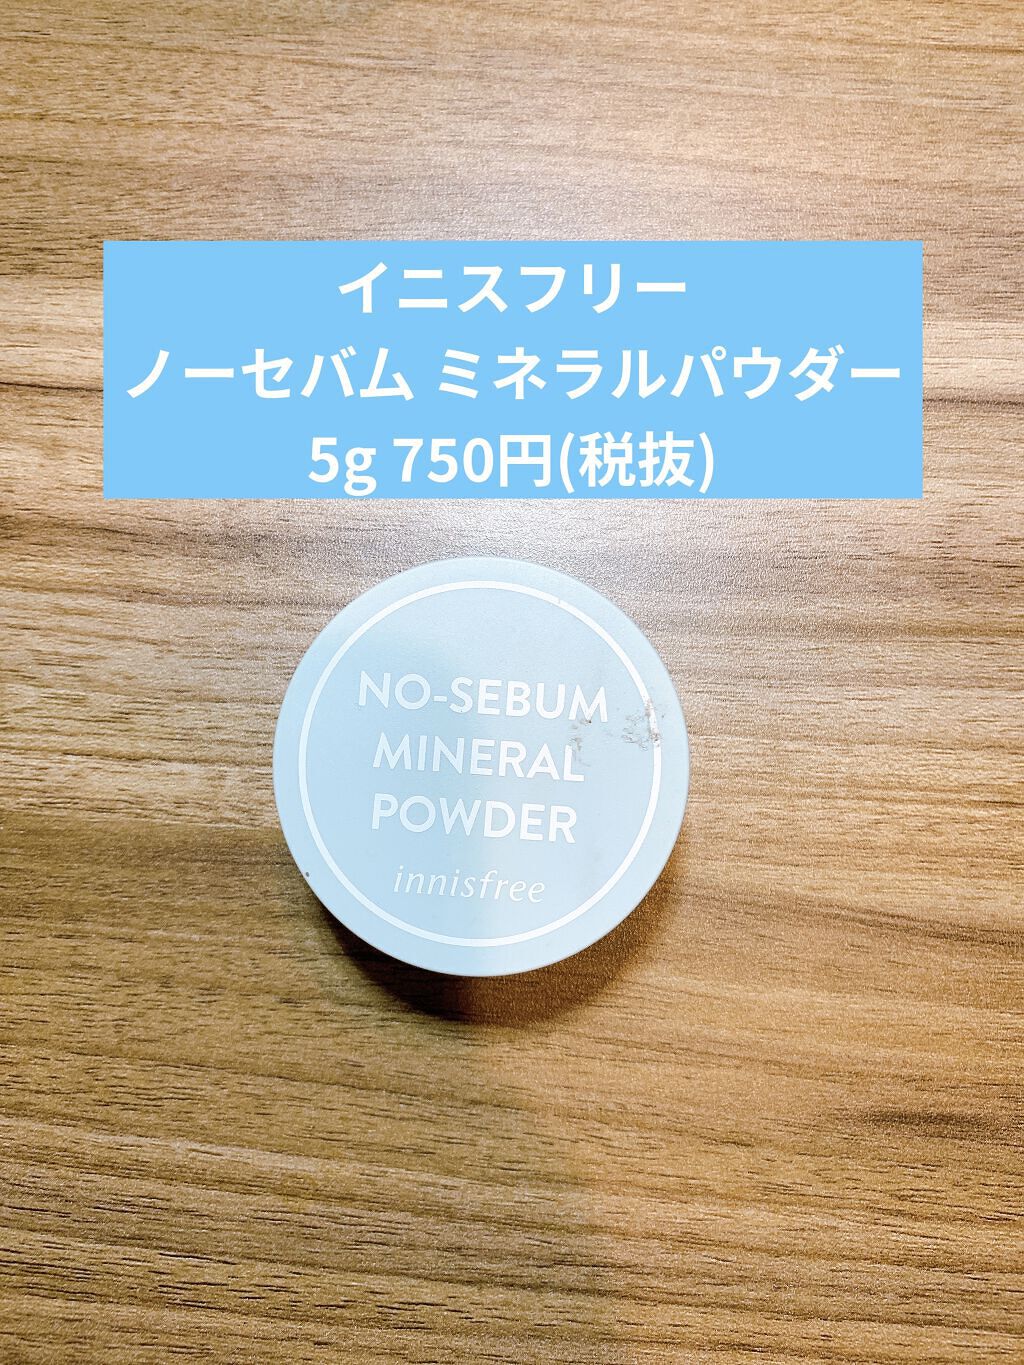 イニスフリー
ノーセバム ミネラルパウダー
5g 750円(税抜)
NO-SEBUM
MINERAL
POWDER
innisfree